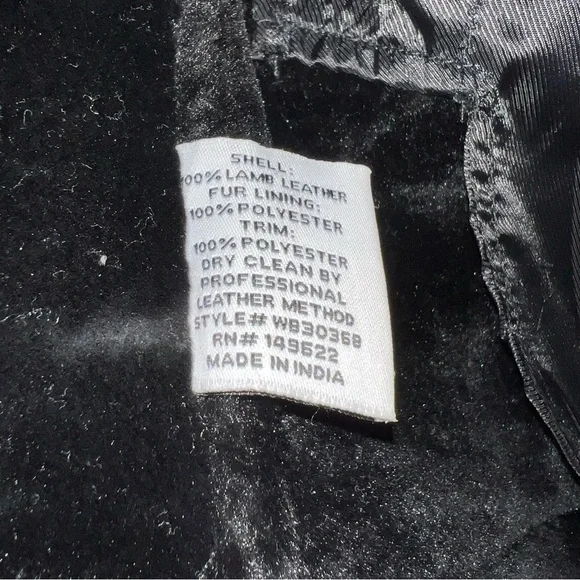 SHELL:
100% LAMB LEATHER
FUR LINING:
100% POLYESTER
TRIM:
100% POLYESTER
DRY CLEAN BY
PROFESSIONAL
LEATHER METHOD
STYLE# WB30368
RN# 149622
MADE IN INDIA